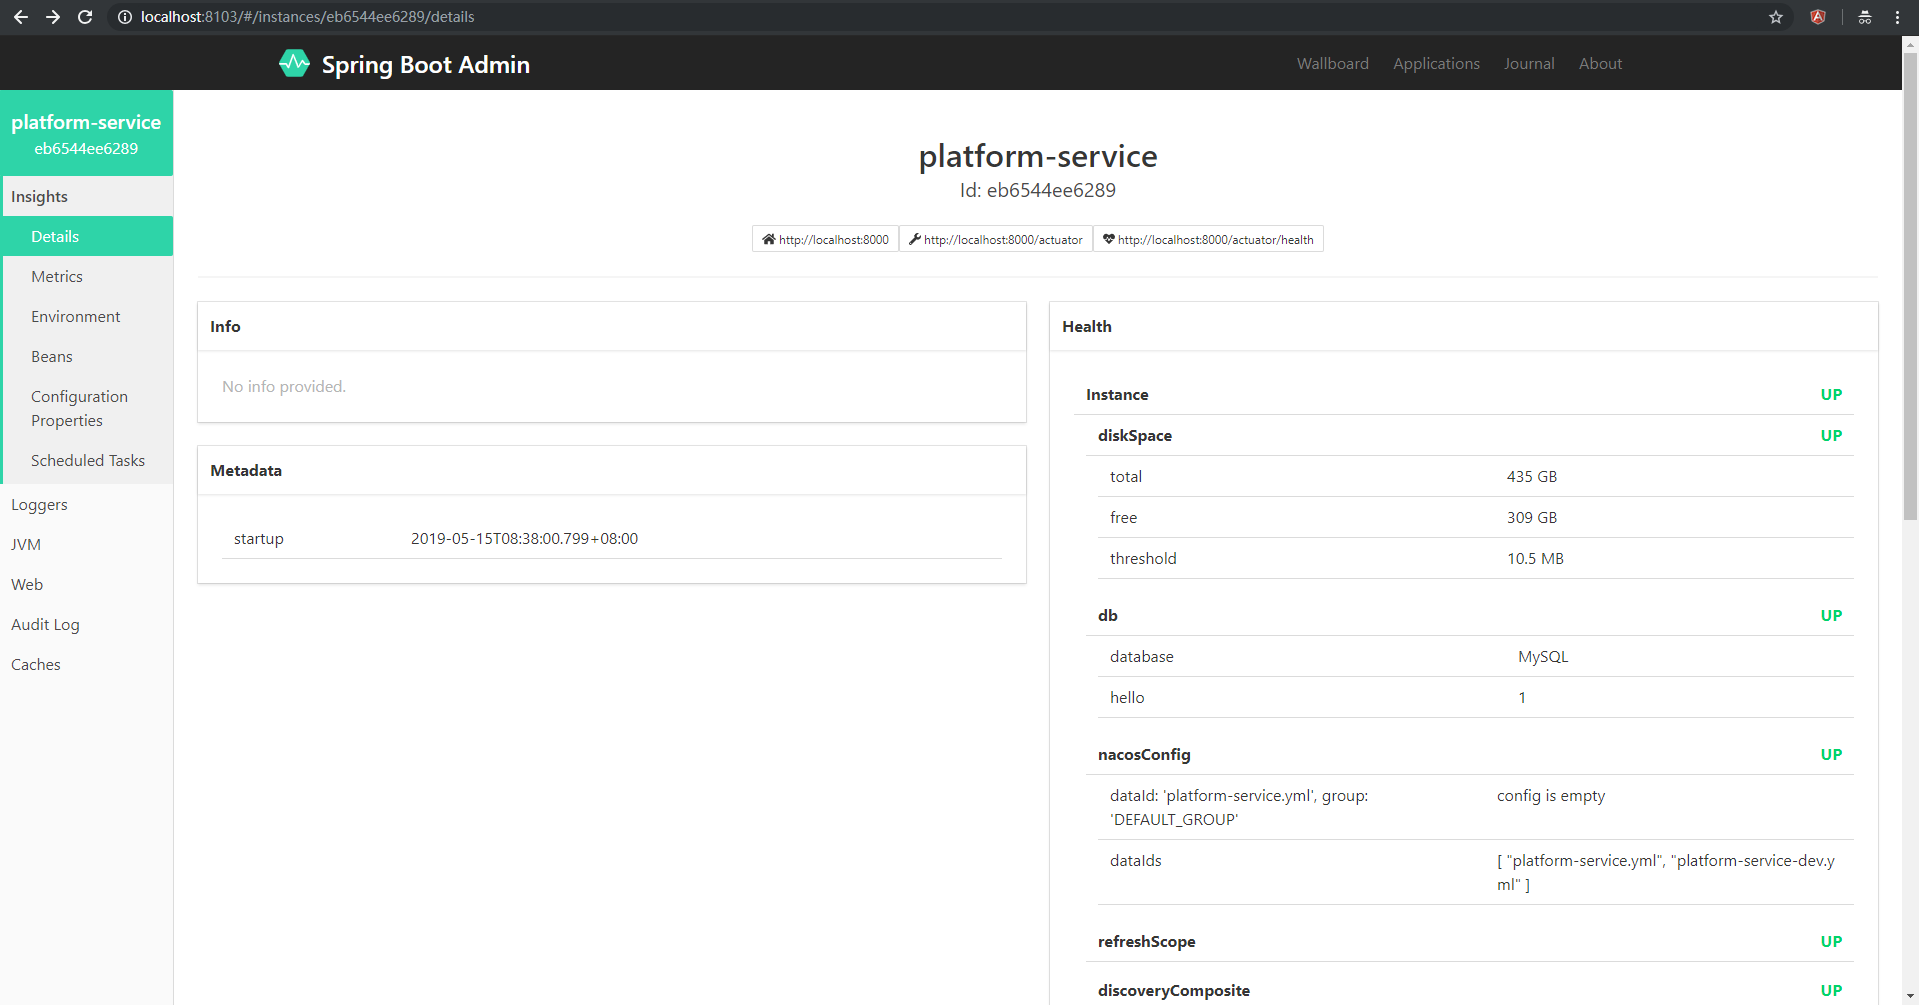 localhost:8103/#/instances/eb6544ee6289/details
Spring Boot Admin
Wallboard Applications Journal About
platform-service
eb6544ee6289
Insights
Details
Metrics
Environment
Beans
Configuration
Properties
Scheduled Tasks
Loggers
JVM
Web
Audit Log
Caches
platform-service
Id: eb6544ee6289
http://localhost:8000 http://localhost:8000/actuator http://localhost:8000/actuator/health
Info
No info provided.
Metadata
startup 2019-05-15T08:38:00.799+08:00
Health
Instance UP
diskSpace UP
total 435 GB
free 309 GB
threshold 10.5 MB
db UP
database MySQL
hello 1
nacosConfig UP
dataId: 'platform-service.yml', group: config is empty
'DEFAULT_GROUP'
dataIds [ "platform-service.yml", "platform-service-dev.y
ml" ]
refreshScope UP
discoveryComposite UP